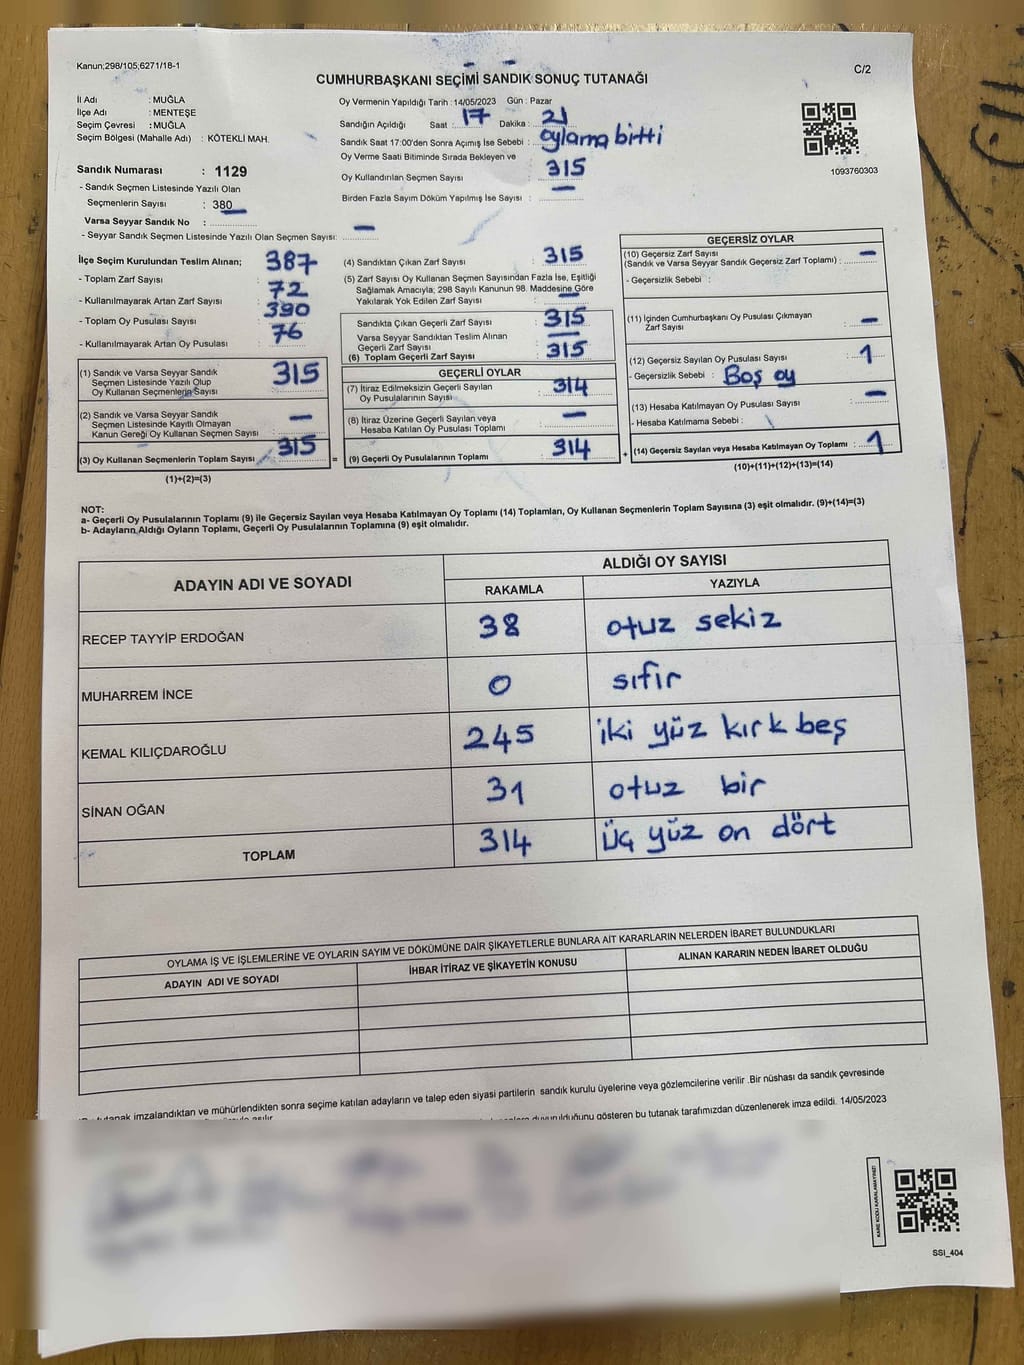 Kanun;298/105;6271/18-1
C/2
CUMHURBAŞKANI SEÇİMİ SANDIK SONUÇ TUTANAĞI
İl Adı : MUĞLA
İlçe Adı : MENTEŞE
Seçim Çevresi : MUĞLA
Seçim Bölgesi (Mahalle Adı) : KÖTEKLİ MAH.
Oy Vermenin Yapıldığı Tarih : 14/05/2023 Gün : Pazar
Sandığın Açıldığı Saat : 17 Dakika : 21
Sandık Saat 17:00'den Sonra Açımış İse Sebebi : oylama bitti
Oy Verme Saati Bitiminde Sırada Bekleyen ve
Oy Kullandırılan Seçmen Sayısı : 315
Birden Fazla Sayım Döküm Yapılmış İse Sayısı : —
1093760303
Sandık Numarası : 1129
- Sandık Seçmen Listesinde Yazılı Olan
Seçmenlerin Sayısı : 380
Varsa Seyyar Sandık No : —
- Seyyar Sandık Seçmen Listesinde Yazılı Olan Seçmen Sayısı: —
İlçe Seçim Kurulundan Teslim Alınan;
- Toplam Zarf Sayısı : 387
- Kullanılmayarak Artan Zarf Sayısı : 72
- Toplam Oy Pusulası Sayısı : 390
- Kullanılmayarak Artan Oy Pusulası : 76
(1) Sandık ve Varsa Seyyar Sandık
Seçmen Listesinde Yazılı Olup
Oy Kullanan Seçmenlerin Sayısı : 315
(2) Sandık ve Varsa Seyyar Sandık
Seçmen Listesinde Kayıtlı Olmayan
Kanun Gereği Oy Kullanan Seçmen Sayısı : —
(3) Oy Kullanan Seçmenlerin Toplam Sayısı : 315
(1)+(2)=(3)
(4) Sandıktan Çıkan Zarf Sayısı : 315
(5) Zarf Sayısı Oy Kullanan Seçmen Sayısından Fazla İse, Eşitliği
Sağlamak Amacıyla; 298 Sayılı Kanunun 98. Maddesine Göre
Yakılarak Yok Edilen Zarf Sayısı : —
Sandıkta Çıkan Geçerli Zarf Sayısı : 315
Varsa Seyyar Sandıktan Teslim Alınan
Geçerli Zarf Sayısı : —
(6) Toplam Geçerli Zarf Sayısı : 315
GEÇERLİ OYLAR
(7) İtiraz Edilmeksizin Geçerli Sayılan
Oy Pusulalarının Sayısı : 314
(8) İtiraz Üzerine Geçerli Sayılan veya
Hesaba Katılan Oy Pusulası Toplamı : —
= (9) Geçerli Oy Pusulalarının Toplamı : 314
GEÇERSİZ OYLAR
(10) Geçersiz Zarf Sayısı
(Sandık ve Varsa Seyyar Sandık Geçersiz Zarf Toplamı) : —
- Geçersizlik Sebebi :
(11) İçinden Cumhurbaşkanı Oy Pusulası Çıkmayan
Zarf Sayısı : —
(12) Geçersiz Sayılan Oy Pusulası Sayısı : 1
- Geçersizlik Sebebi : Boş oy
(13) Hesaba Katılmayan Oy Pusulası Sayısı : —
- Hesaba Katılmama Sebebi :
+ (14) Geçersiz Sayılan veya Hesaba Katılmayan Oy Toplamı : 1
(10)+(11)+(12)+(13)=(14)
NOT:
a- Geçerli Oy Pusulalarının Toplamı (9) ile Geçersiz Sayılan veya Hesaba Katılmayan Oy Toplamı (14) Toplamları, Oy Kullanan Seçmenlerin Toplam Sayısına (3) eşit olmalıdır. (9)+(14)=(3)
b- Adayların Aldığı Oyların Toplamı, Geçerli Oy Pusulalarının Toplamına (9) eşit olmalıdır.
ADAYIN ADI VE SOYADI ALDIĞI OY SAYISI
RAKAMLA YAZIYLA
RECEP TAYYİP ERDOĞAN 38 otuz sekiz
MUHARREM İNCE 0 sıfır
KEMAL KILIÇDAROĞLU 245 iki yüz kırk beş
SİNAN OĞAN 31 otuz bir
TOPLAM 314 üç yüz on dört
OYLAMA İŞ VE İŞLEMLERİNE VE OYLARIN SAYIM VE DÖKÜMÜNE DAİR ŞİKAYETLERLE BUNLARA AİT KARARLARIN NELERDEN İBARET BULUNDUKLARI
ADAYIN ADI VE SOYADI İHBAR İTİRAZ VE ŞİKAYETİN KONUSU ALINAN KARARIN NEDEN İBARET OLDUĞU
tutanak imzalandıktan ve mühürlendikten sonra seçime katılan adayların ve talep eden siyasi partilerin sandık kurulu üyelerine veya gözlemcilerine verilir .Bir nüshası da sandık çevresinde
duyurulduğunu gösteren bu tutanak tarafımızdan düzenlenerek imza edildi. 14/05/2023
KARE KODU KARALAMAYINIZ!
SSİ_404